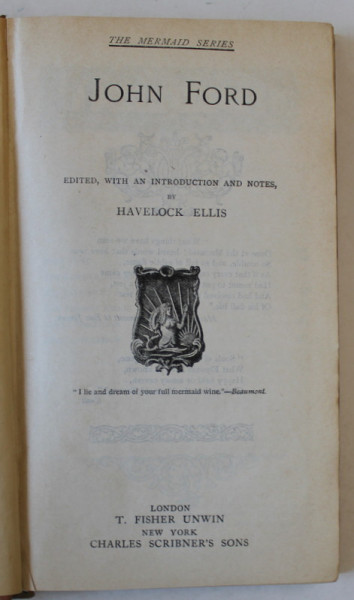 THE MERMAID SERIES
JOHN FORD
EDITED, WITH AN INTRODUCTION AND NOTES,
BY
HAVELOCK ELLIS
"I lie and dream of your full mermaid wine."—Beaumont.
LONDON
T. FISHER UNWIN
NEW YORK
CHARLES SCRIBNER'S SONS